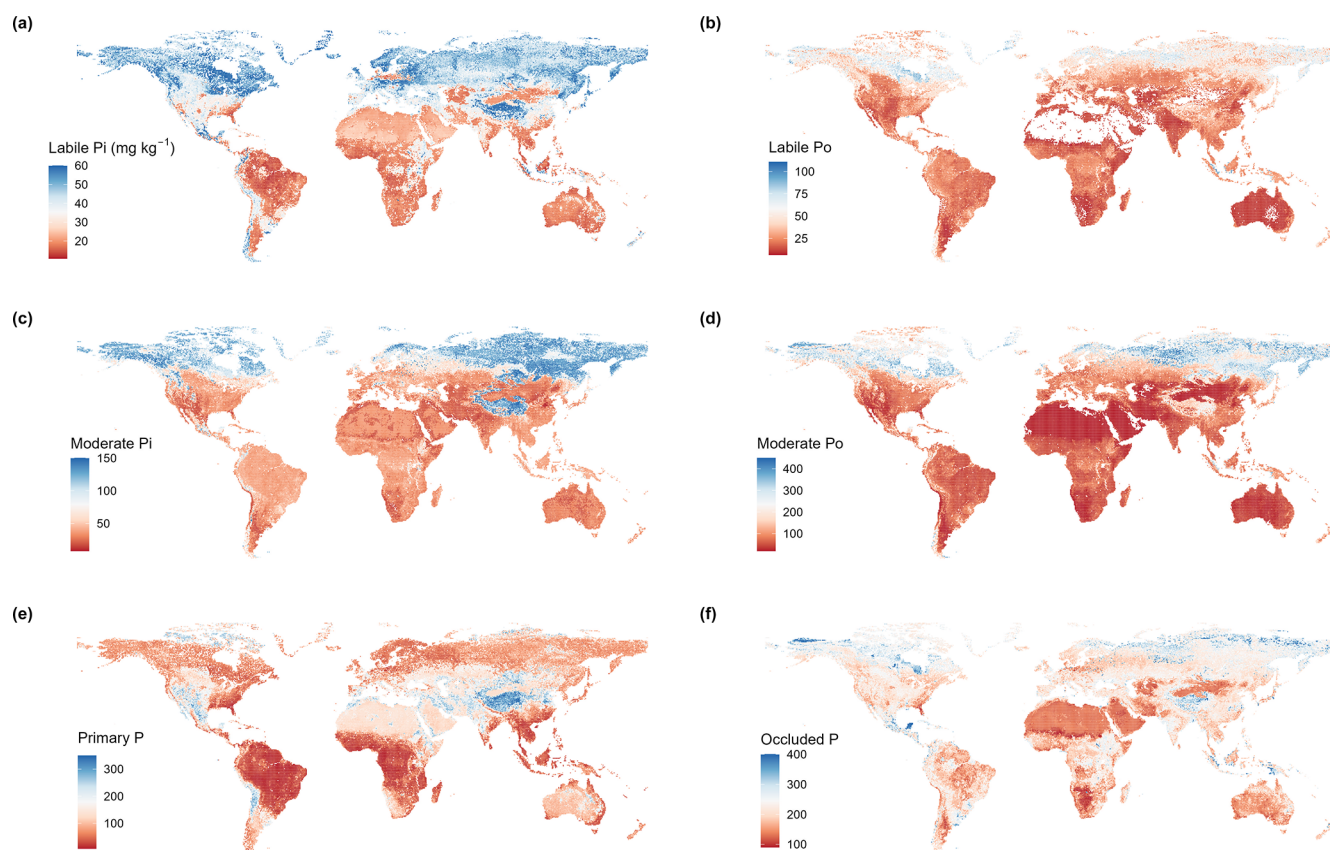 (a)
Labile Pi (mg kg⁻¹)
60
50
40
30
20
(b)
Labile Po
100
75
50
25
(c)
Moderate Pi
150
100
50
(d)
Moderate Po
400
300
200
100
(e)
Primary P
300
200
100
(f)
Occluded P
400
300
200
100